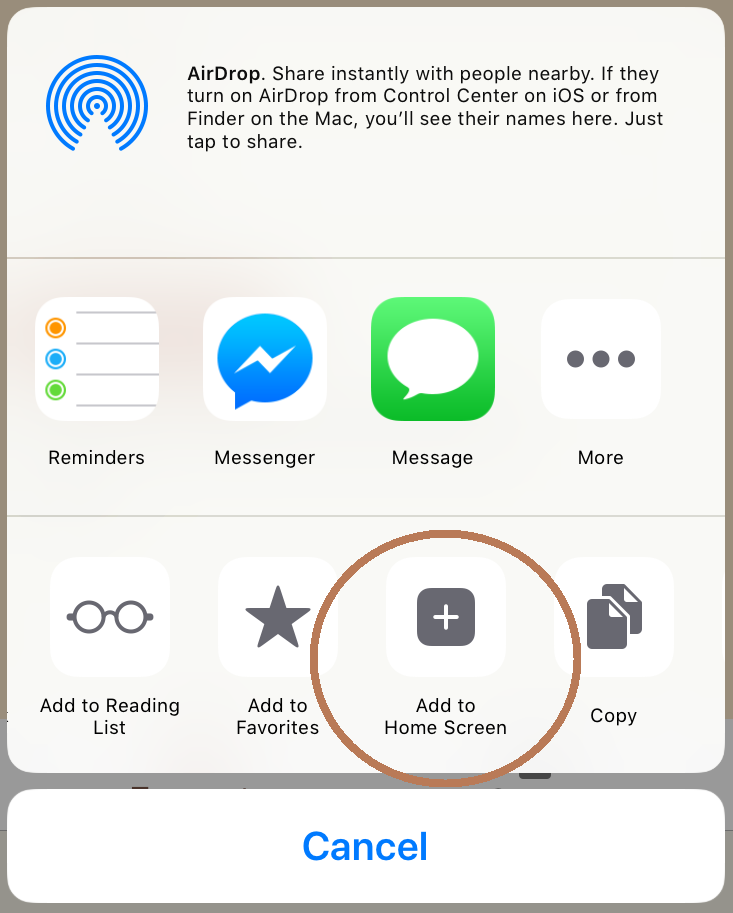 AirDrop. Share instantly with people nearby. If they
turn on AirDrop from Control Center on iOS or from
Finder on the Mac, you’ll see their names here. Just
tap to share.
Reminders
Messenger
Message
More
Add to Reading
List
Add to
Favorites
Add to
Home Screen
Copy
Cancel